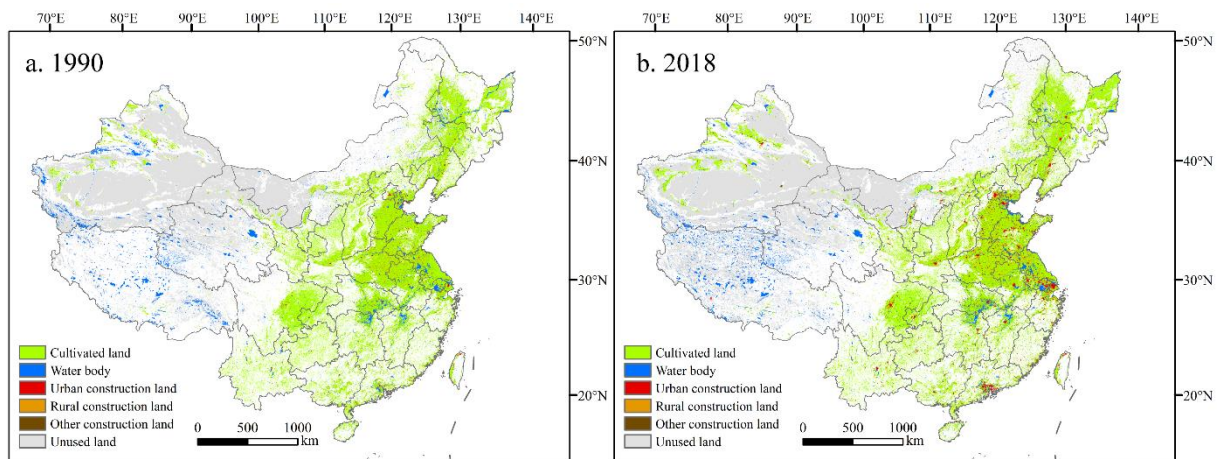 70°E 80°E 90°E 100°E 110°E 120°E 130°E 70°E 80°E 90°E 100°E 110°E 120°E 130°E 140°E
a. 1990
b. 2018
50°N 50°N
40°N 40°N
30°N 30°N
20°N 20°N
Cultivated land
Water body
Urban construction land
Rural construction land
Other construction land
Unused land
0 500 1000
km
Cultivated land
Water body
Urban construction land
Rural construction land
Other construction land
Unused land
0 500 1000
km